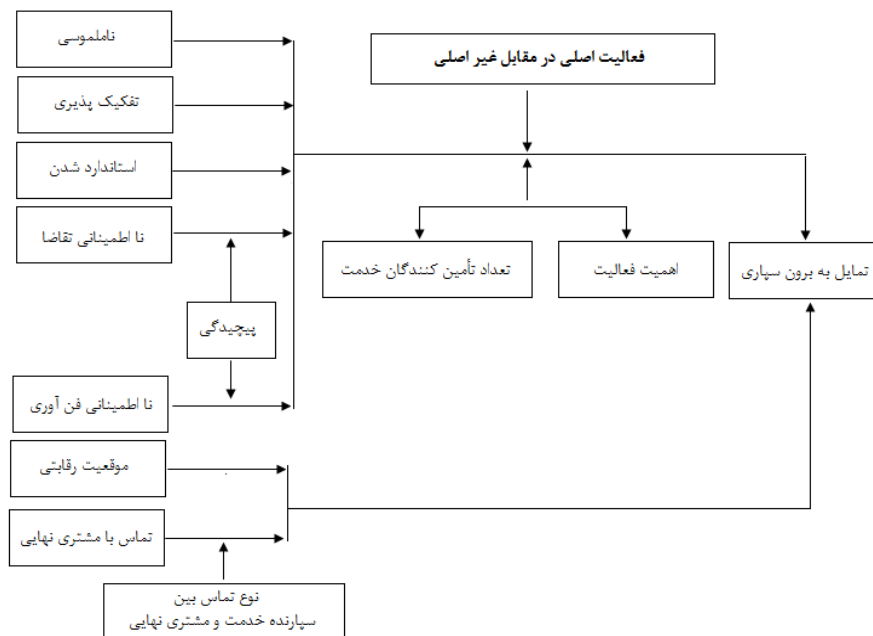 ناملموسی
فعالیت اصلی در مقابل غیر اصلی
تفکیک پذیری
استاندارد شدن
نا اطمینانی تقاضا
تعداد تأمین کنندگان خدمت
اهمیت فعالیت
تمایل به برون سپاری
پیچیدگی
نا اطمینانی فن آوری
موقعیت رقابتی
تماس با مشتری نهایی
نوع تماس بین
سپارنده خدمت و مشتری نهایی